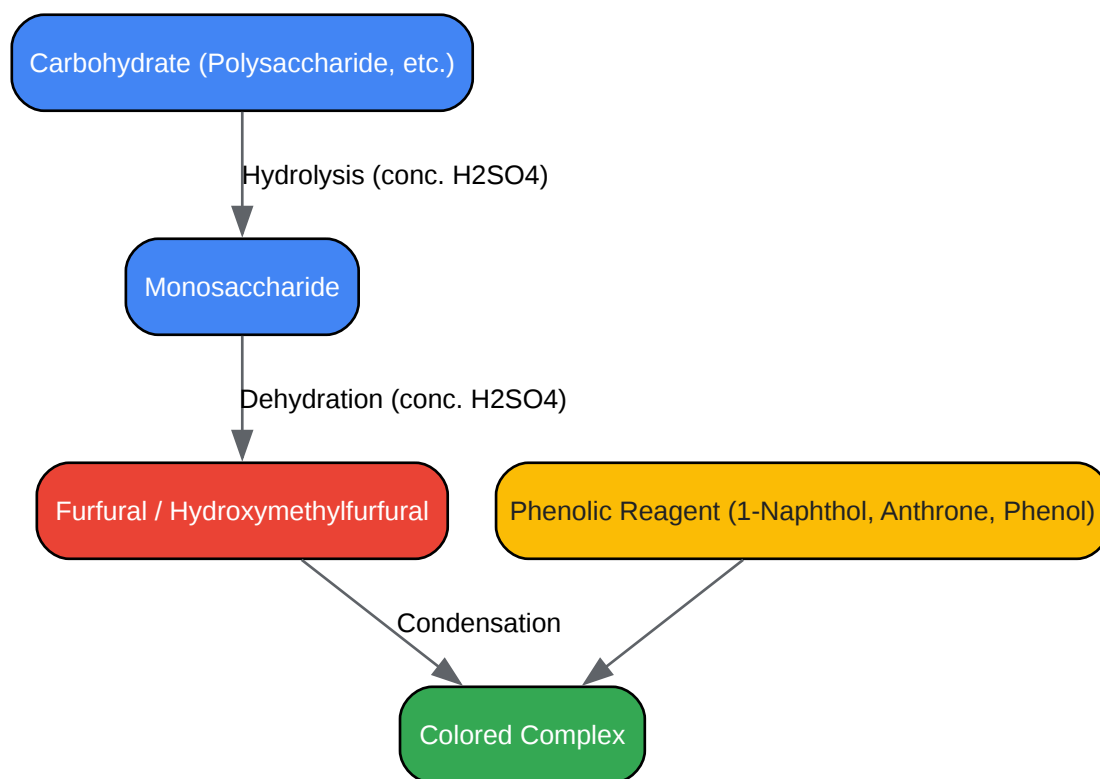 Carbohydrate (Polysaccharide, etc.)
Hydrolysis (conc. H2SO4)
Monosaccharide
Dehydration (conc. H2SO4)
Furfural / Hydroxymethylfurfural
Phenolic Reagent (1-Naphthol, Anthrone, Phenol)
Condensation
Colored Complex